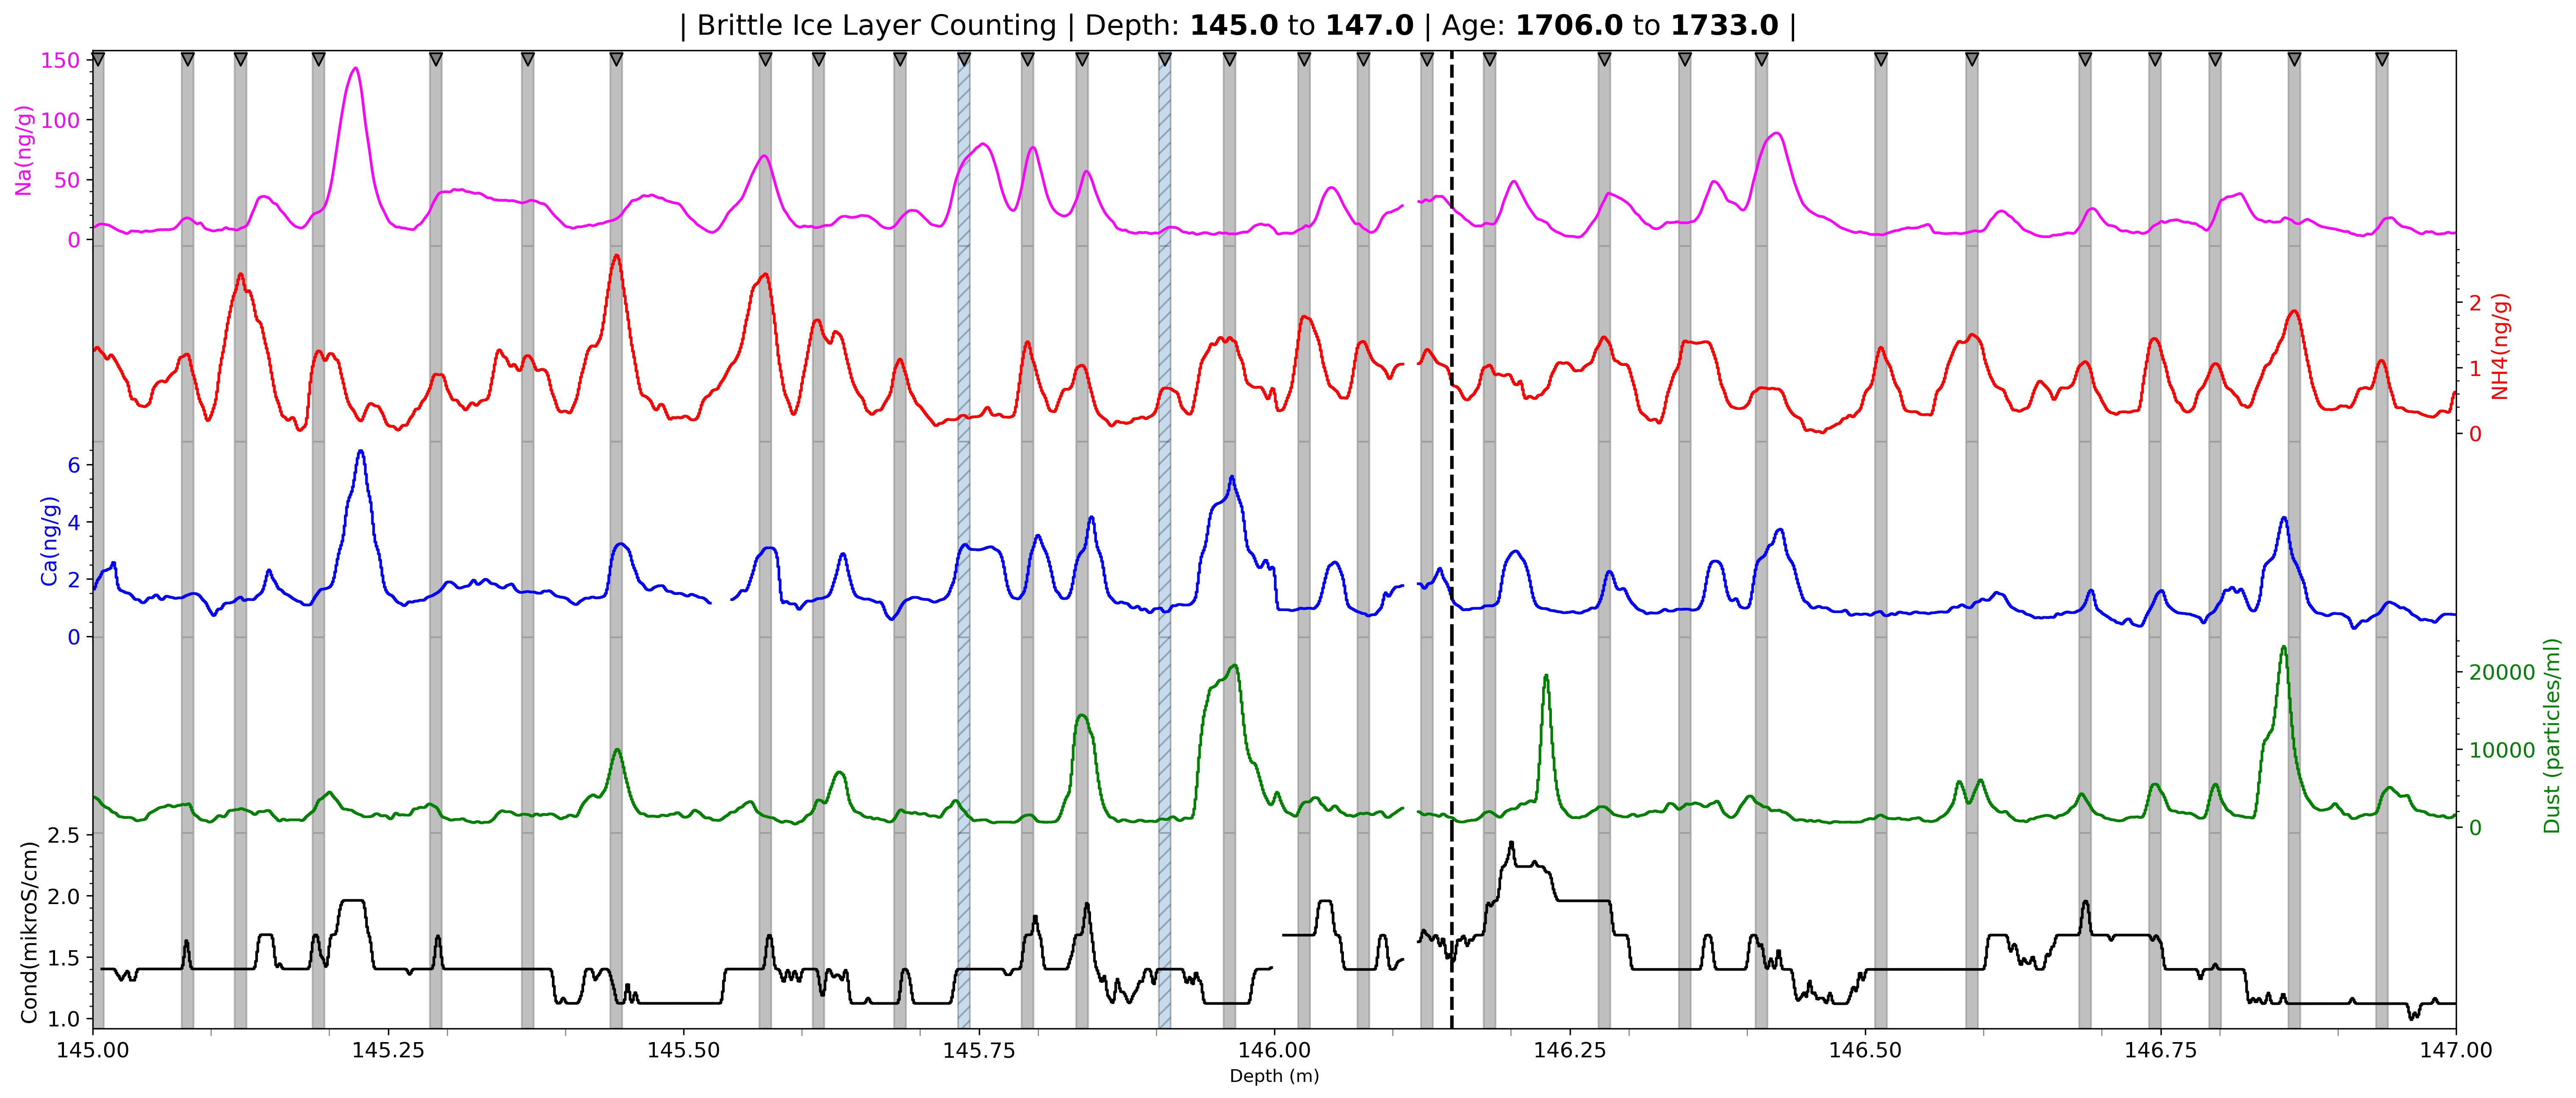 | Brittle Ice Layer Counting | Depth: 145.0 to 147.0 | Age: 1706.0 to 1733.0 |
Na(ng/g)
150
100
50
0
NH4(ng/g)
2
1
0
Ca(ng/g)
6
4
2
0
Dust (particles/ml)
20000
10000
0
Cond(mikroS/cm)
2.5
2.0
1.5
1.0
145.00 145.25 145.50 145.75 146.00 146.25 146.50 146.75 147.00
Depth (m)